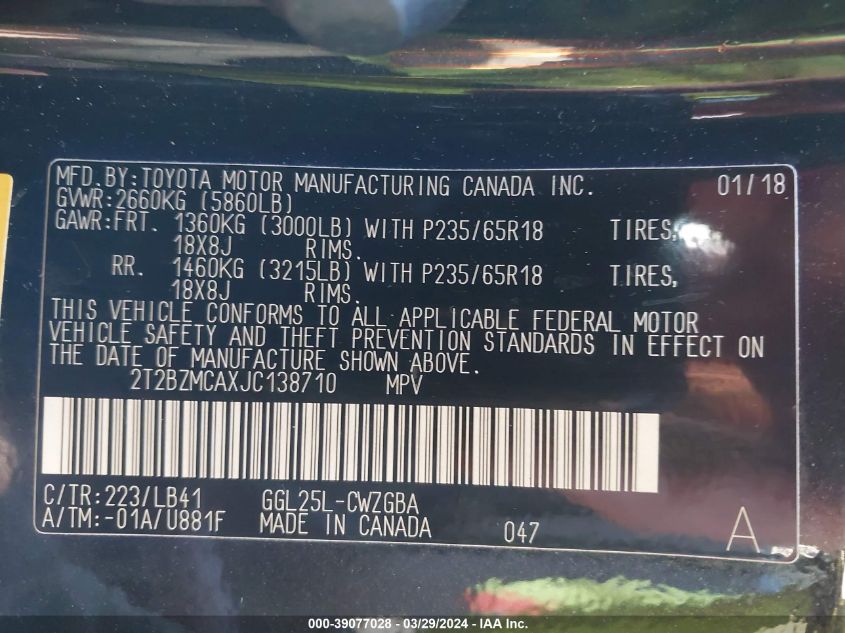 MFD.BY:TOYOTA MOTOR MANUFACTURING CANADA INC. 01/18
GVWR:2660KG (5860LB)
GAWR:FRT. 1360KG (3000LB) WITH P235/65R18 TIRES,
18X8J RIMS.
RR. 1460KG (3215LB) WITH P235/65R18 TIRES,
18X8J RIMS.
THIS VEHICLE CONFORMS TO ALL APPLICABLE FEDERAL MOTOR
VEHICLE SAFETY AND THEFT PREVENTION STANDARDS IN EFFECT ON
THE DATE OF MANUFACTURE SHOWN ABOVE.
2T2BZMCAXJC138710 MPV
C/TR:223/LB41 GGL25L-CWZGBA
A/TM:-01A/U881F MADE IN CANADA 047 A
000-39077028 - 03/29/2024 - IAA Inc.